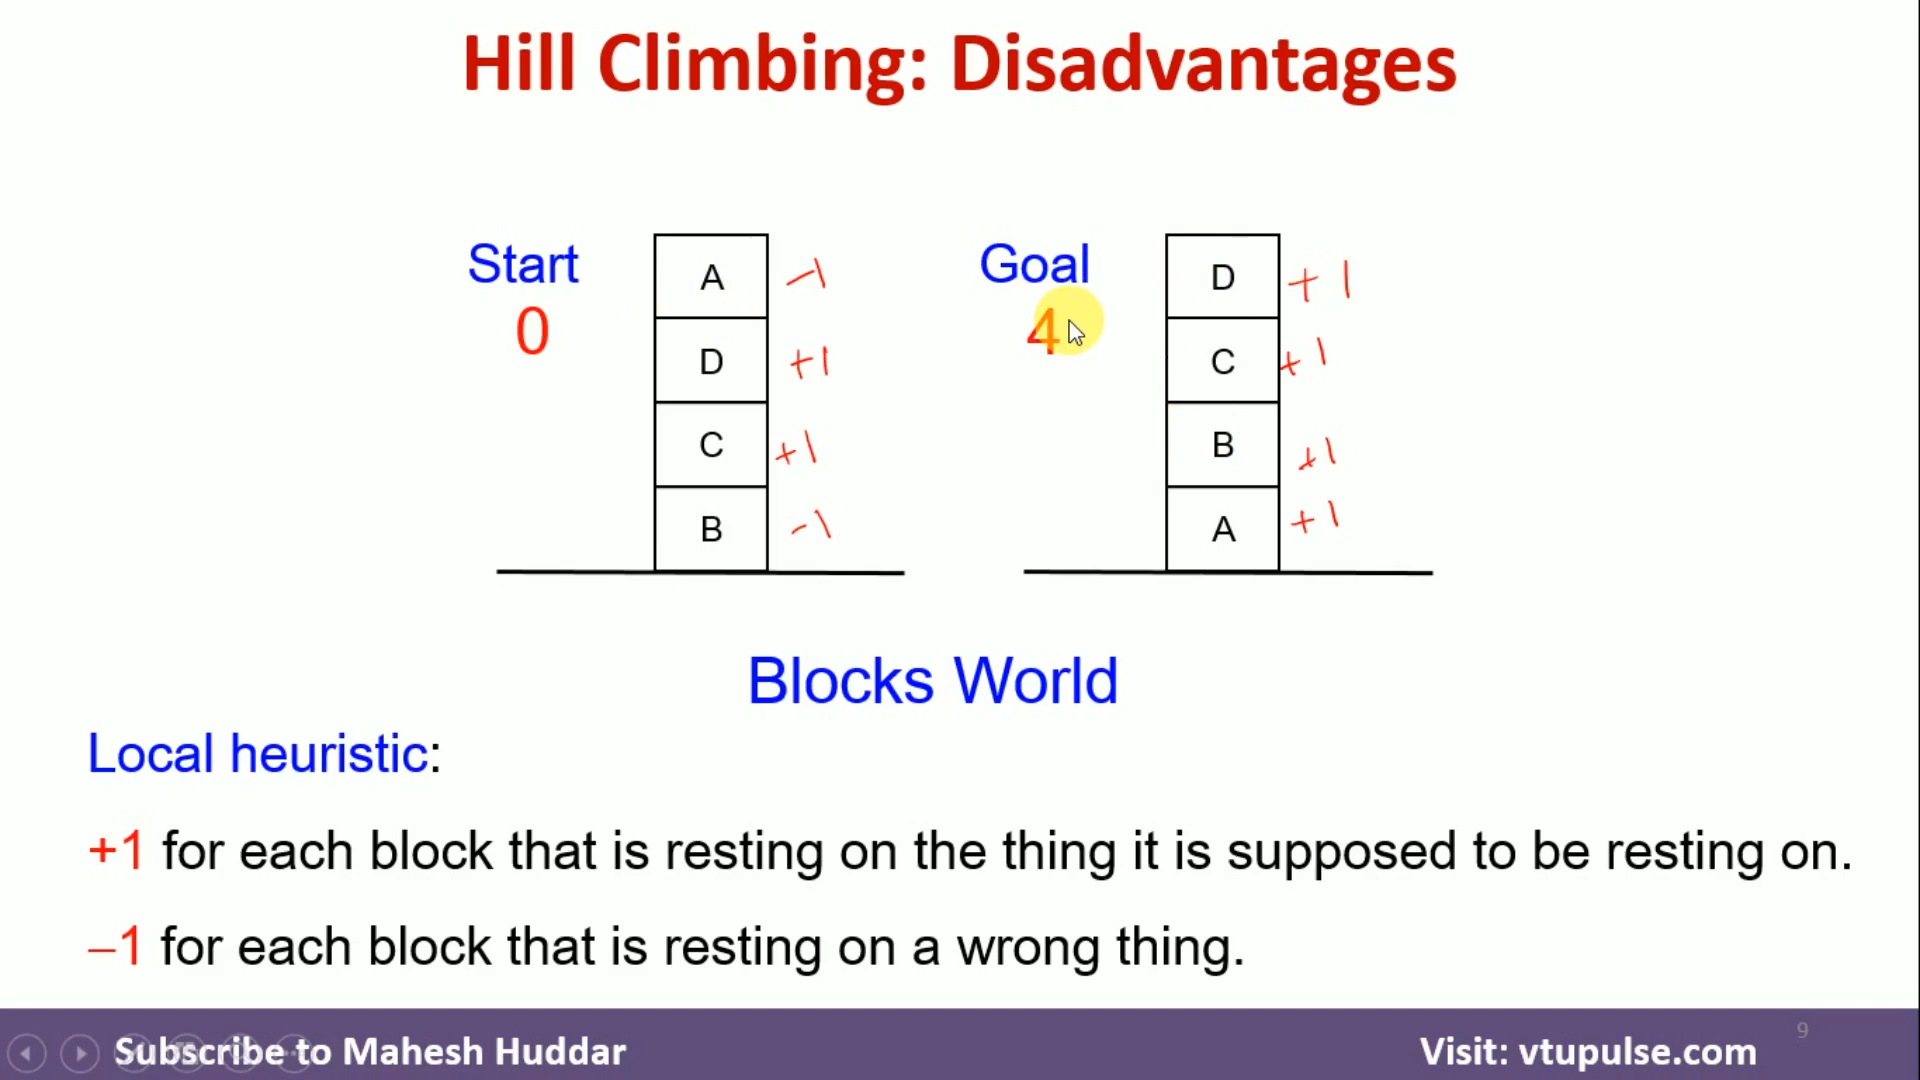 Hill Climbing: Disadvantages
Start
0
A −1
D +1
C +1
B −1
Goal
4
D +1
C +1
B +1
A +1
Blocks World
Local heuristic:
+1 for each block that is resting on the thing it is supposed to be resting on.
−1 for each block that is resting on a wrong thing.
Subscribe to Mahesh Huddar
Visit: vtupulse.com
9